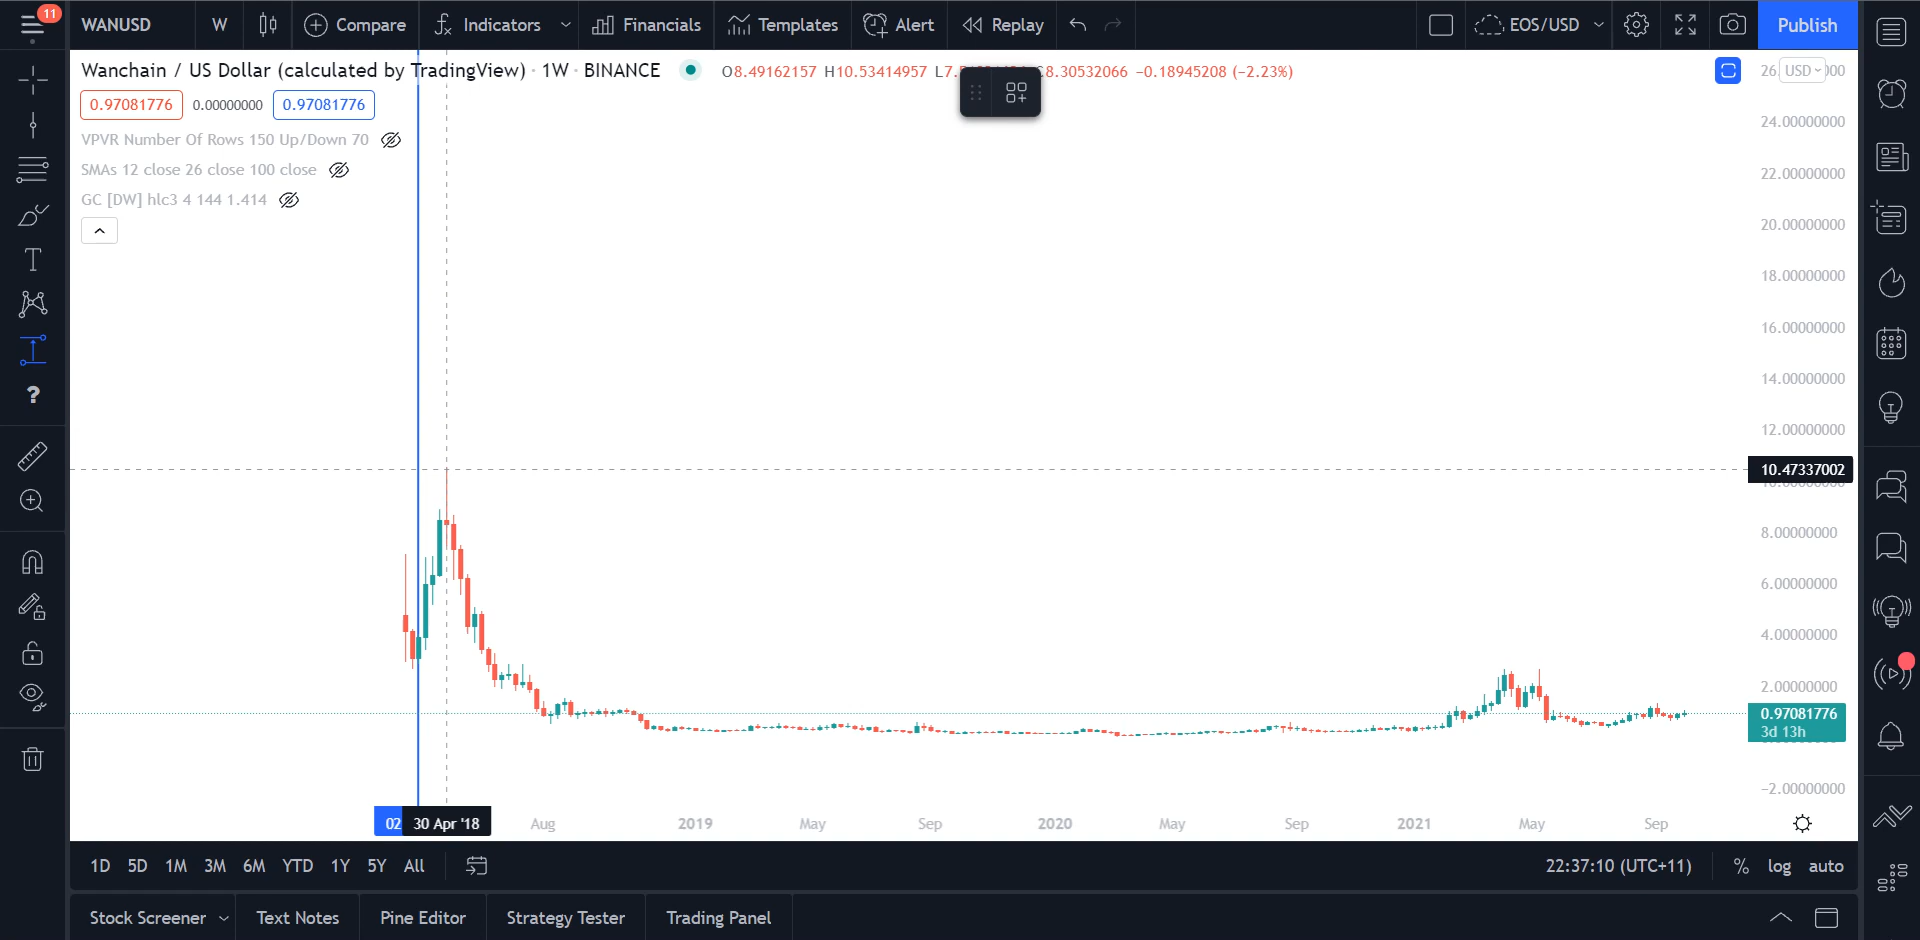 11
WANUSD W Compare Indicators Financials Templates Alert Replay EOS/USD Publish
Wanchain / US Dollar (calculated by TradingView) · 1W · BINANCE O8.49162157 H10.53414957 L7. 8.30532066 −0.18945208 (−2.23%)
0.97081776 0.00000000 0.97081776
VPVR Number Of Rows 150 Up/Down 70
SMAs 12 close 26 close 100 close
GC [DW] hlc3 4 144 1.414
USD
24.00000000
22.00000000
20.00000000
18.00000000
16.00000000
14.00000000
12.00000000
10.47337002
8.00000000
6.00000000
4.00000000
2.00000000
0.97081776
3d 13h
−2.00000000
02 30 Apr '18 Aug 2019 May Sep 2020 May Sep 2021 May Sep
1D 5D 1M 3M 6M YTD 1Y 5Y All 22:37:10 (UTC+11) % log auto
Stock Screener Text Notes Pine Editor Strategy Tester Trading Panel